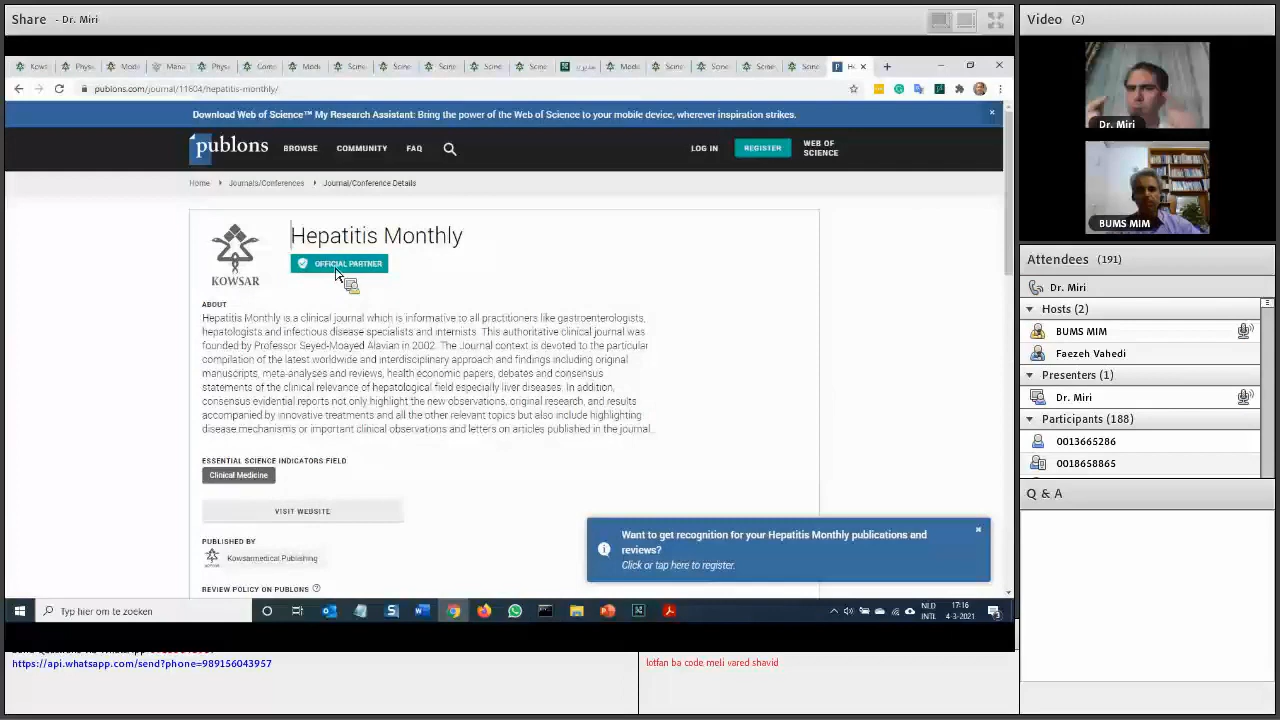 Share - Dr. Miri
publons.com/journal/11604/hepatitis-monthly/
Download Web of Science™ My Research Assistant: Bring the power of the Web of Science to your mobile device, wherever inspiration strikes.
publons
BROWSE COMMUNITY FAQ
LOG IN REGISTER WEB OF SCIENCE
Home Journals/Conferences Journal/Conference Details
KOWSAR
Hepatitis Monthly
OFFICIAL PARTNER
ABOUT
Hepatitis Monthly is a clinical journal which is informative to all practitioners like gastroenterologists,
hepatologists and infectious disease specialists and internists. This authoritative clinical journal was
founded by Professor Seyed-Moayed Alavian in 2002. The Journal context is devoted to the particular
compilation of the latest worldwide and interdisciplinary approach and findings including original
manuscripts, meta-analyses and reviews, health economic papers, debates and consensus
statements of the clinical relevance of hepatological field especially liver diseases. In addition,
consensus evidential reports not only highlight the new observations, original research, and results
accompanied by innovative treatments and all the other relevant topics but also include highlighting
disease mechanisms or important clinical observations and letters on articles published in the journal.
ESSENTIAL SCIENCE INDICATORS FIELD
Clinical Medicine
VISIT WEBSITE
PUBLISHED BY
Kowsarmedical Publishing
REVIEW POLICY ON PUBLONS
Want to get recognition for your Hepatitis Monthly publications and
reviews?
Click or tap here to register.
Typ hier om te zoeken
NLD
INTL
17:16
4-3-2021
https://api.whatsapp.com/send?phone=989156043957
lotfan ba code meli vared shavid
Video (2)
Dr. Miri
BUMS MIM
Attendees (191)
Dr. Miri
Hosts (2)
BUMS MIM
Faezeh Vahedi
Presenters (1)
Dr. Miri
Participants (188)
0013665286
0018658865
Q & A